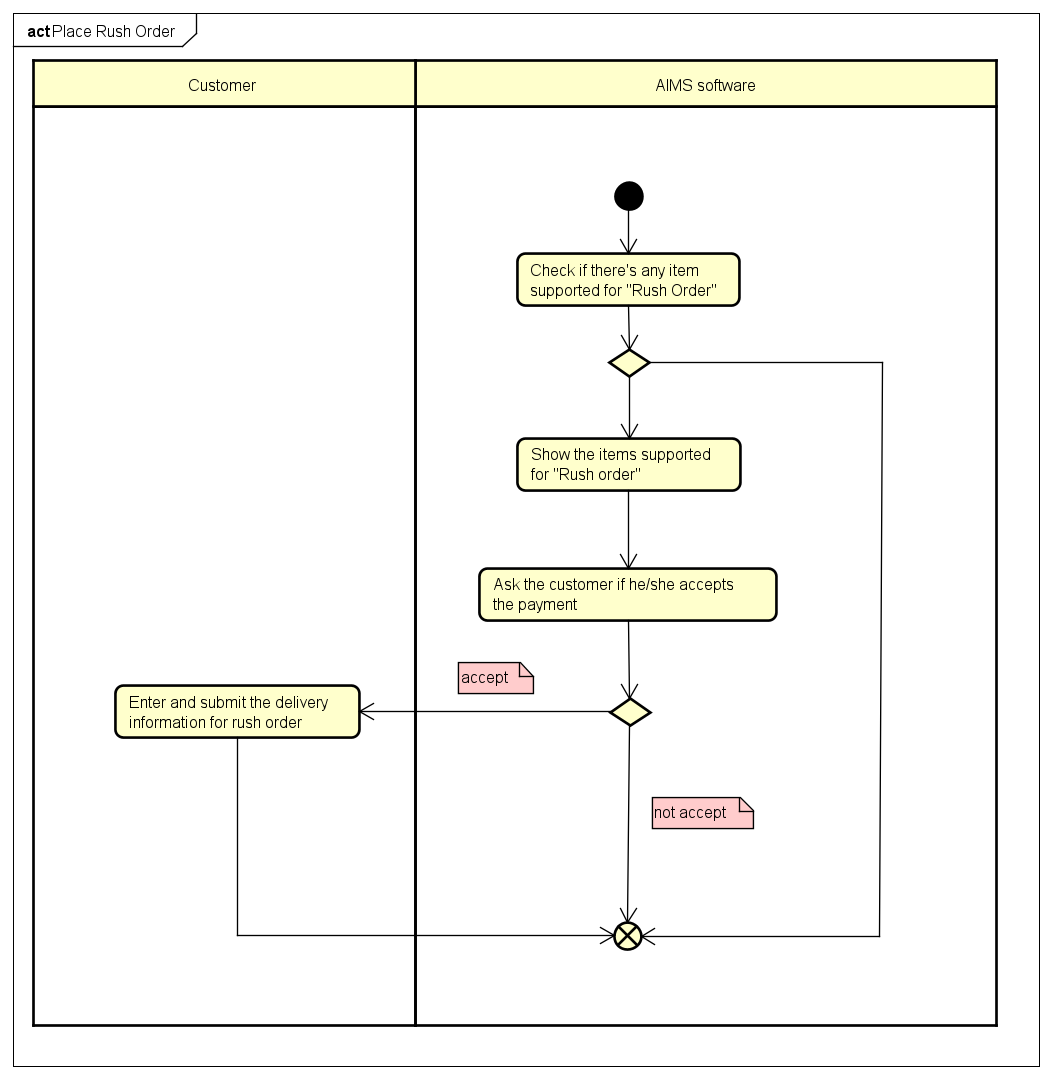 act Place Rush Order
Customer
AIMS software
Check if there's any item
supported for "Rush Order"
Show the items supported
for "Rush order"
Ask the customer if he/she accepts
the payment
accept
Enter and submit the delivery
information for rush order
not accept